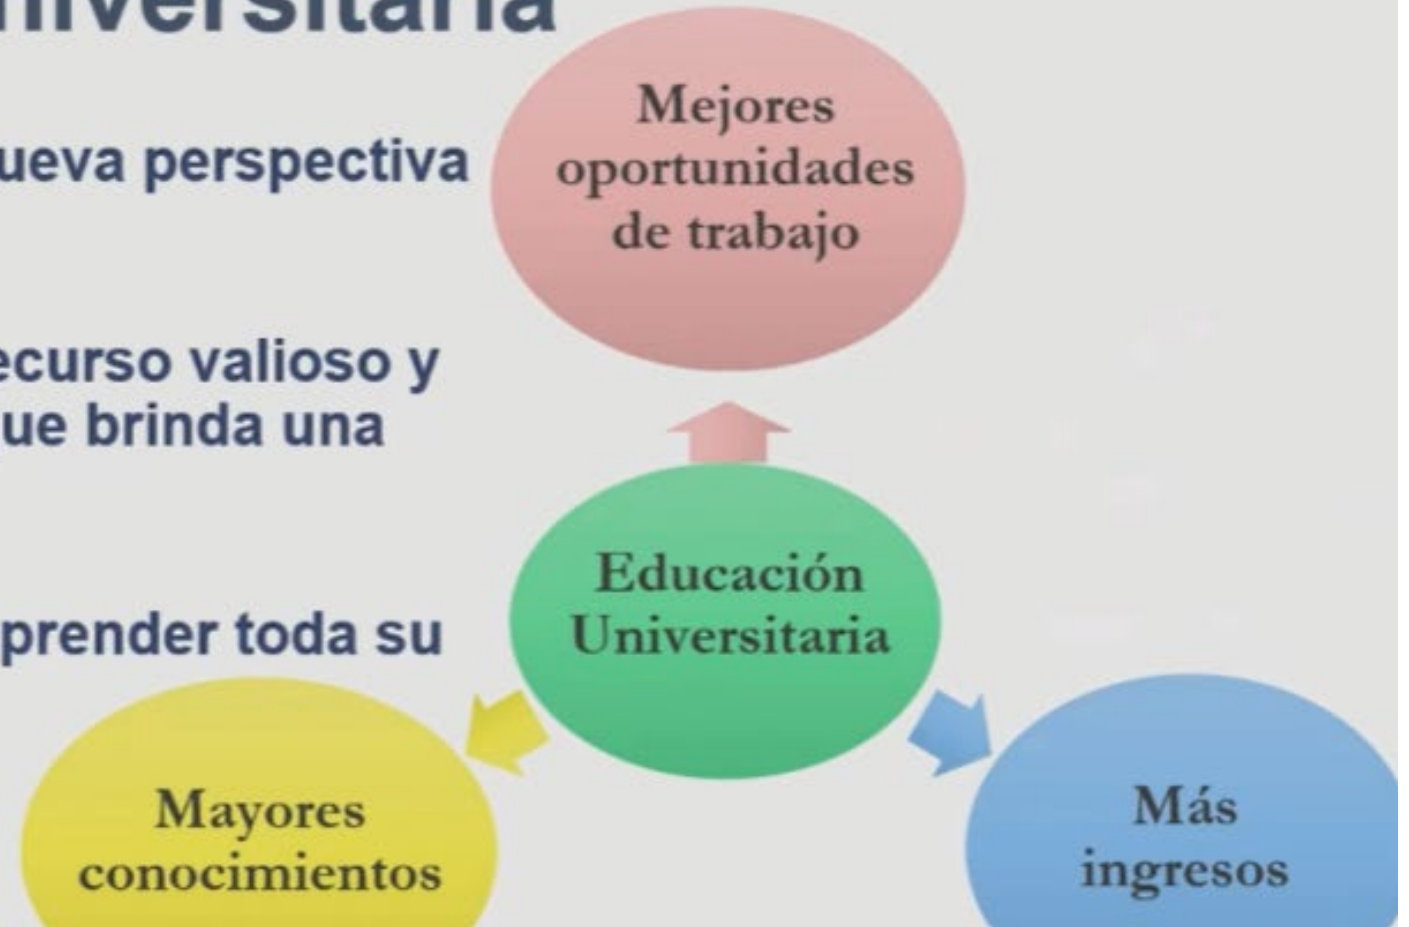 niversitaria
ueva perspectiva
ecurso valioso y
ue brinda una
prender toda su
Mejores
oportunidades
de trabajo
Educación
Universitaria
Mayores
conocimientos
Más
ingresos